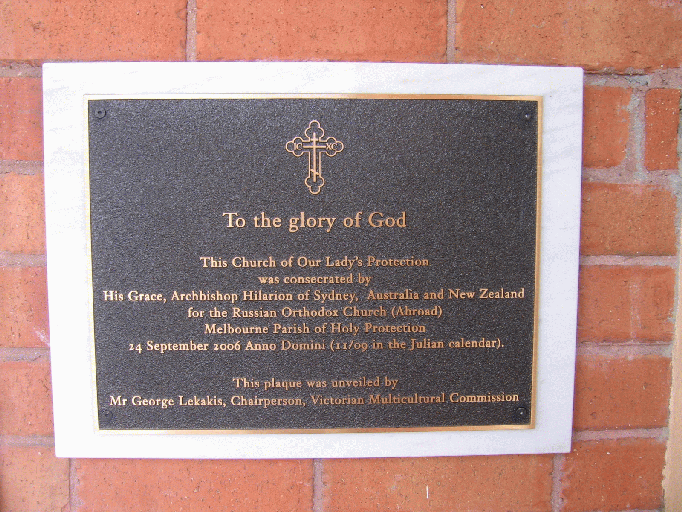 IC XC
To the glory of God
This Church of Our Lady's Protection
was consecrated by
His Grace, Archbishop Hilarion of Sydney, Australia and New Zealand
for the Russian Orthodox Church (Abroad)
Melbourne Parish of Holy Protection
24 September 2006 Anno Domini (11/09 in the Julian calendar).
This plaque was unveiled by
Mr George Lekakis, Chairperson, Victorian Multicultural Commission